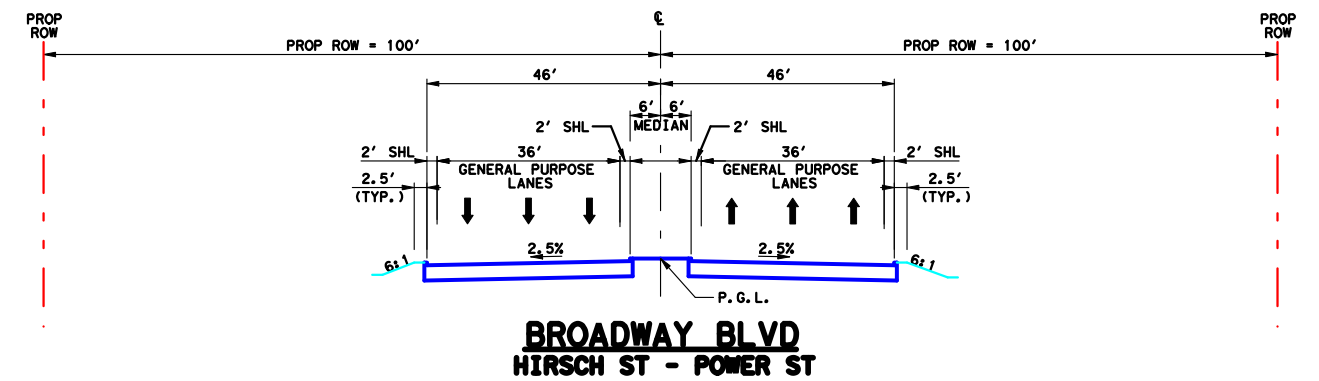 PROP
ROW
℄
PROP
ROW
PROP ROW = 100'
PROP ROW = 100'
46'
46'
6'
6'
MEDIAN
2' SHL
2' SHL
2' SHL
36'
36'
2' SHL
GENERAL PURPOSE
LANES
GENERAL PURPOSE
LANES
2.5'
(TYP.)
2.5'
(TYP.)
2.5%
2.5%
6:1
6:1
P.G.L.
BROADWAY BLVD
HIRSCH ST - POWER ST